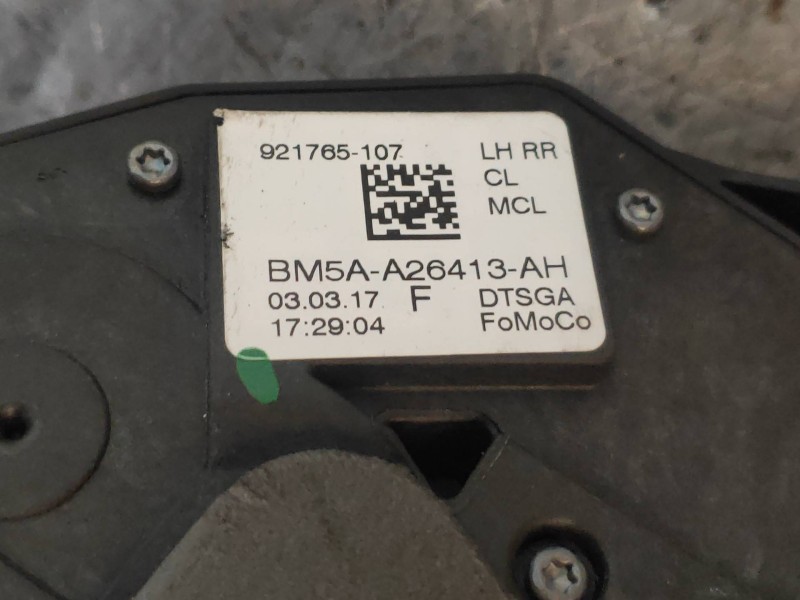 921765-107 LH RR
CL
MCL
BM5A-A26413-AH
03.03.17 F DTSGA
17:29:04 FoMoCo